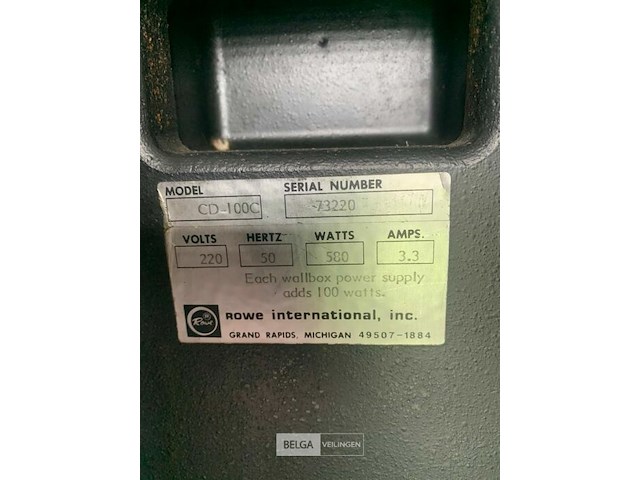 MODEL SERIAL NUMBER
CD-100C -73220
VOLTS HERTZ WATTS AMPS.
220 50 580 3.3
Each wallbox power supply
adds 100 watts.
Rowe ® ROWE international, inc.
GRAND RAPIDS, MICHIGAN 49507-1884
BELGA VEILINGEN